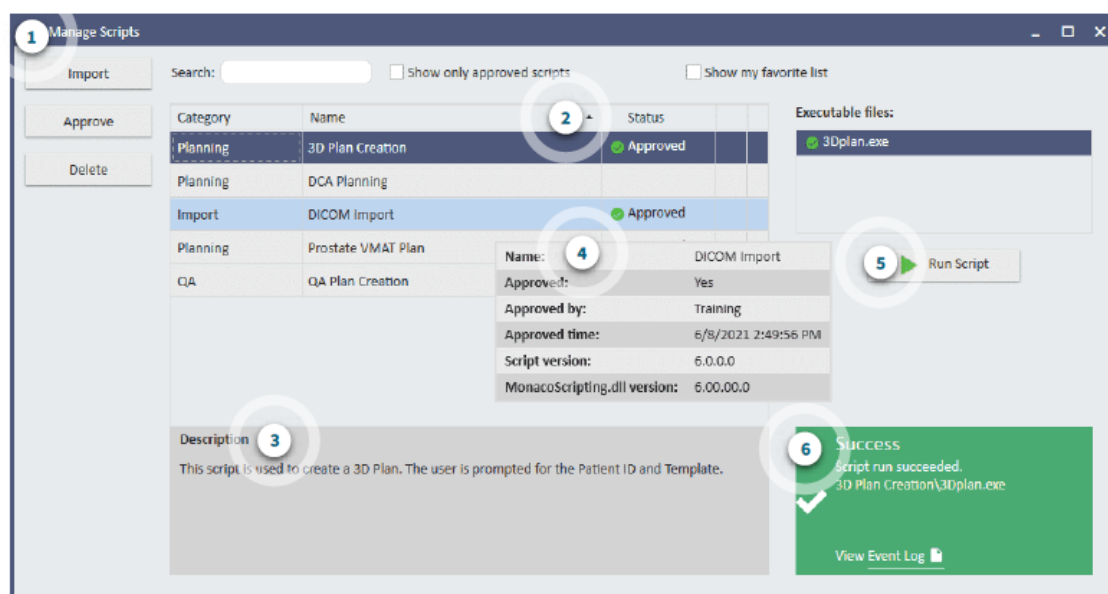 1 Manage Scripts
Import
Search:
Show only approved scripts
Show my favorite list
Approve
Delete
Category Name 2 Status
Planning 3D Plan Creation Approved
Planning DCA Planning
Import DICOM Import Approved
Planning Prostate VMAT Plan
QA QA Plan Creation
Executable files:
3Dplan.exe
4
Name: DICOM Import
Approved: Yes
Approved by: Training
Approved time: 6/8/2021 2:49:56 PM
Script version: 6.0.0.0
MonacoScripting.dll version: 6.00.00.0
5 Run Script
Description 3
This script is used to create a 3D Plan. The user is prompted for the Patient ID and Template.
6 Success
Script run succeeded.
3D Plan Creation\3Dplan.exe
View Event Log